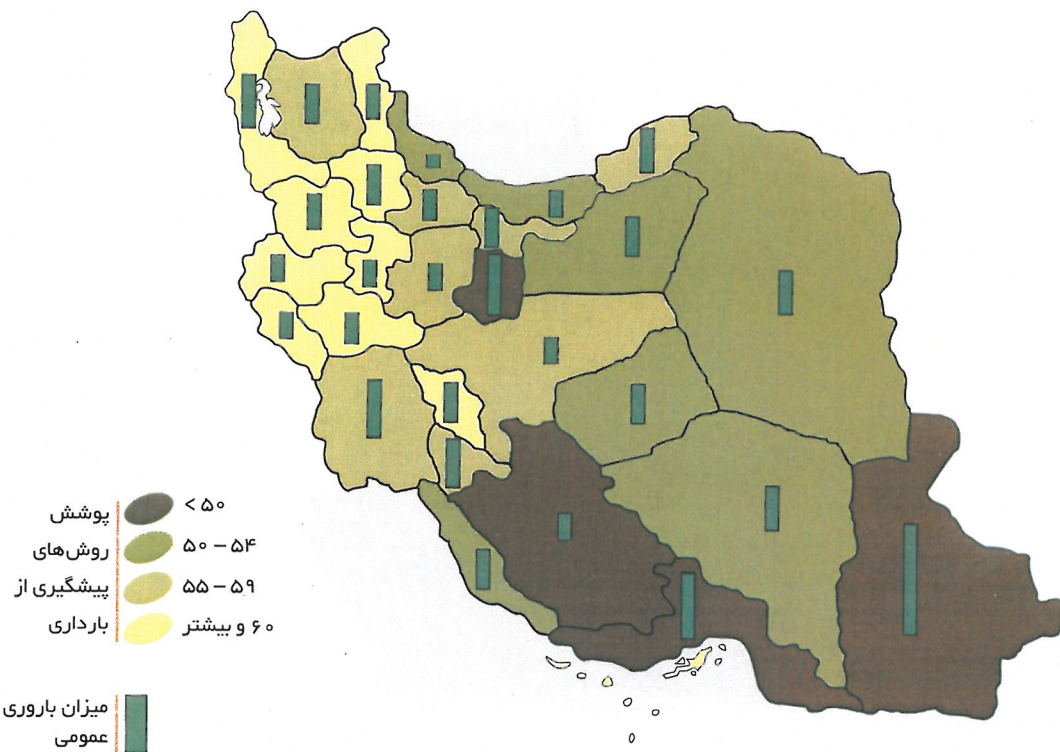 پوشش
روش‌های
پیشگیری از
بارداری
< ۵۰
۵۰ – ۵۴
۵۵ – ۵۹
۶۰ و بیشتر
میزان باروری
عمومی